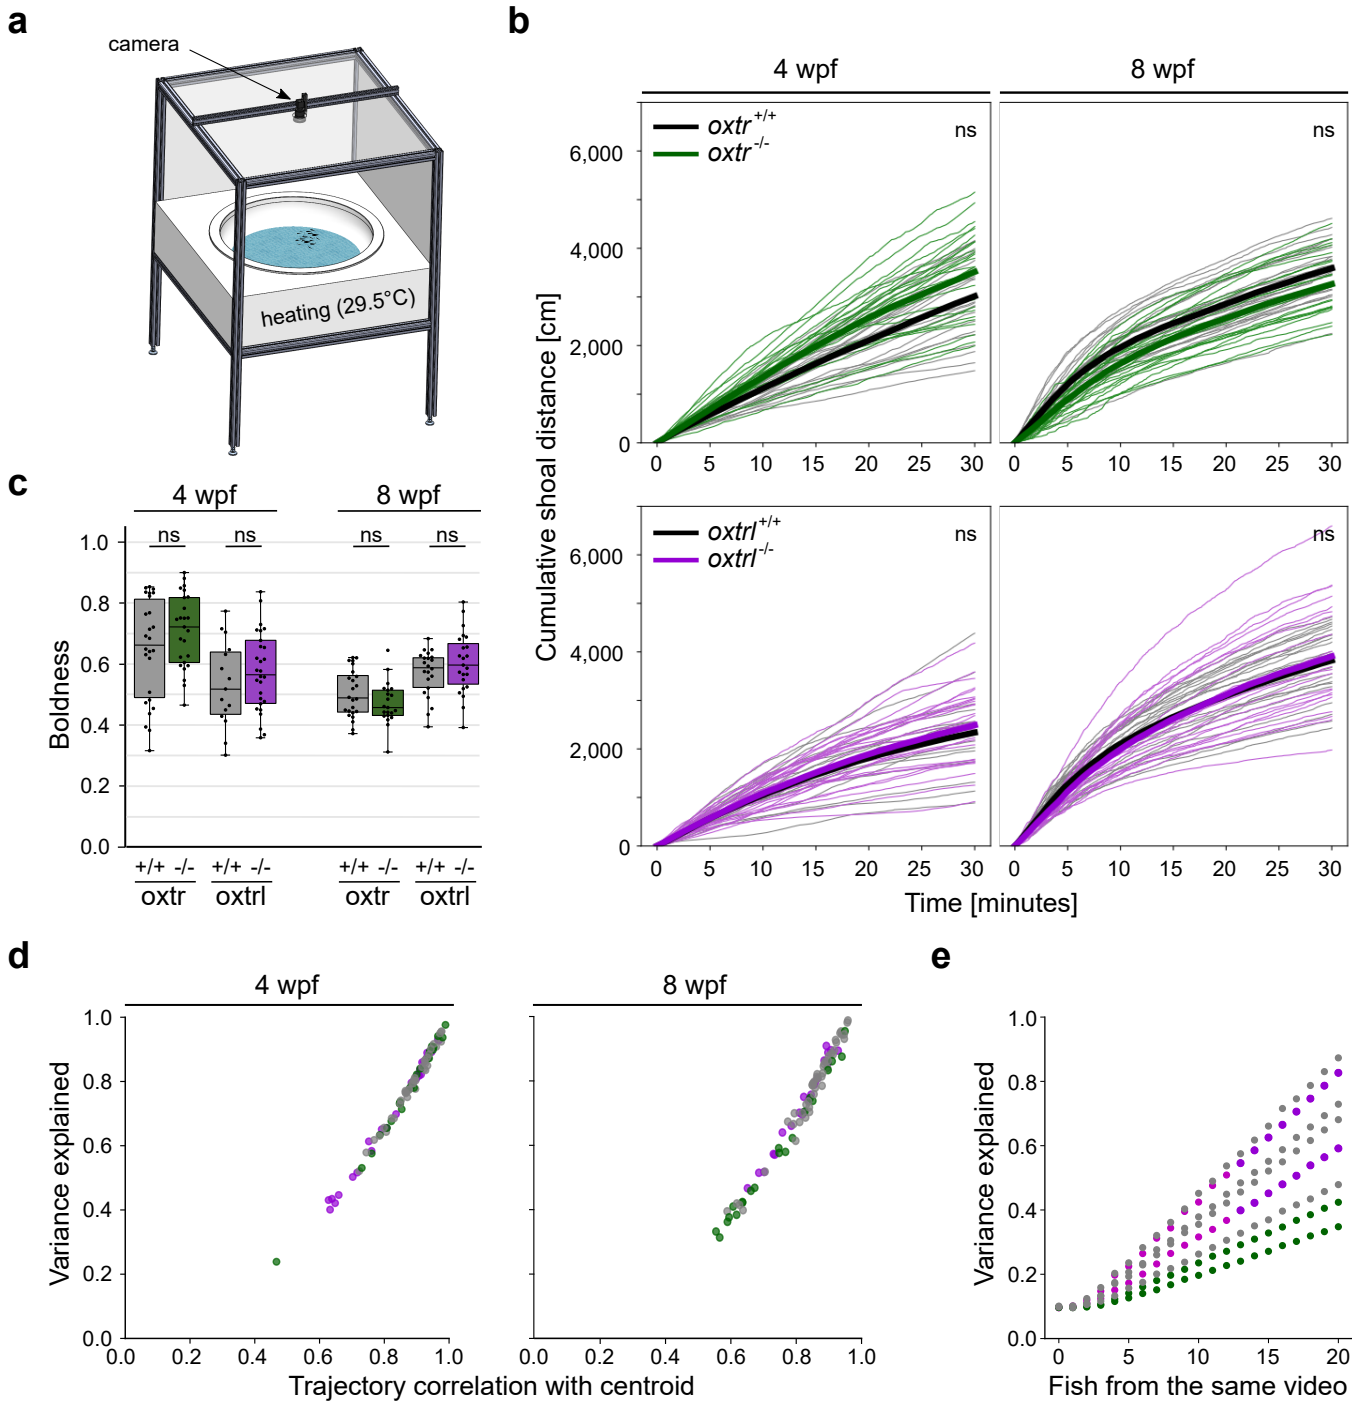 a
camera
heating (29.5°C)
b
4 wpf
8 wpf
oxtr+/+
oxtr-/-
ns
ns
6,000
4,000
2,000
0
0 5 10 15 20 25 30
0 5 10 15 20 25 30
oxtrl+/+
oxtrl-/-
ns
ns
6,000
4,000
2,000
0
0 5 10 15 20 25 30
0 5 10 15 20 25 30
Cumulative shoal distance [cm]
Time [minutes]
c
4 wpf
8 wpf
ns
ns
ns
ns
1.0
0.8
0.6
0.4
0.2
0.0
Boldness
+/+ -/- +/+ -/- +/+ -/- +/+ -/-
oxtr oxtrl oxtr oxtrl
d
4 wpf
8 wpf
1.0
0.8
0.6
0.4
0.2
0.0
Variance explained
0.0 0.2 0.4 0.6 0.8 1.0
0.0 0.2 0.4 0.6 0.8 1.0
Trajectory correlation with centroid
e
1.0
0.8
0.6
0.4
0.2
0.0
Variance explained
0 5 10 15 20
Fish from the same video